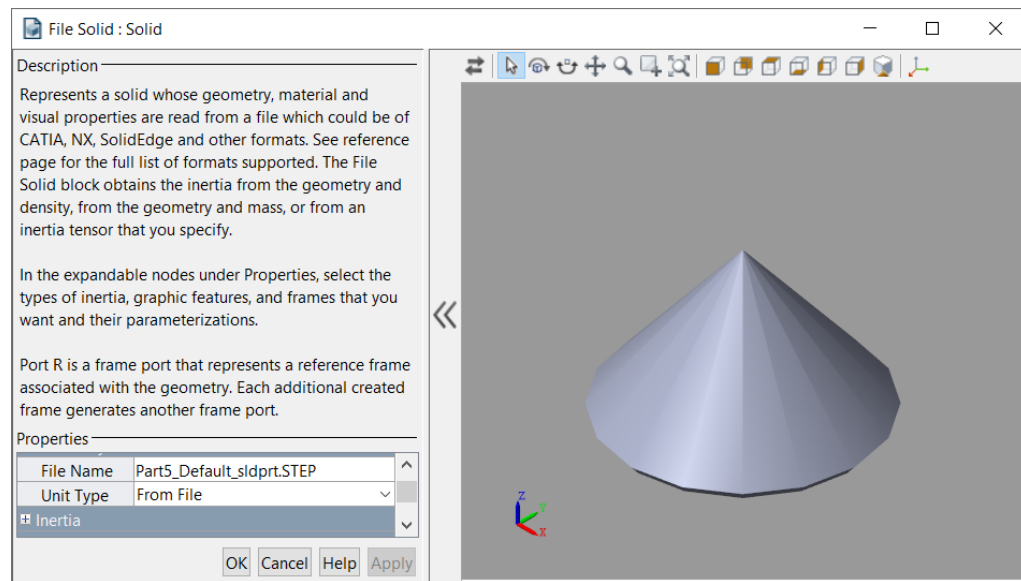 File Solid : Solid
Description
Represents a solid whose geometry, material and
visual properties are read from a file which could be of
CATIA, NX, SolidEdge and other formats. See reference
page for the full list of formats supported. The File
Solid block obtains the inertia from the geometry and
density, from the geometry and mass, or from an
inertia tensor that you specify.
In the expandable nodes under Properties, select the
types of inertia, graphic features, and frames that you
want and their parameterizations.
Port R is a frame port that represents a reference frame
associated with the geometry. Each additional created
frame generates another frame port.
Properties
File Name Part5_Default_sldprt.STEP
Unit Type From File
Inertia
OK Cancel Help Apply
Z
Y
X